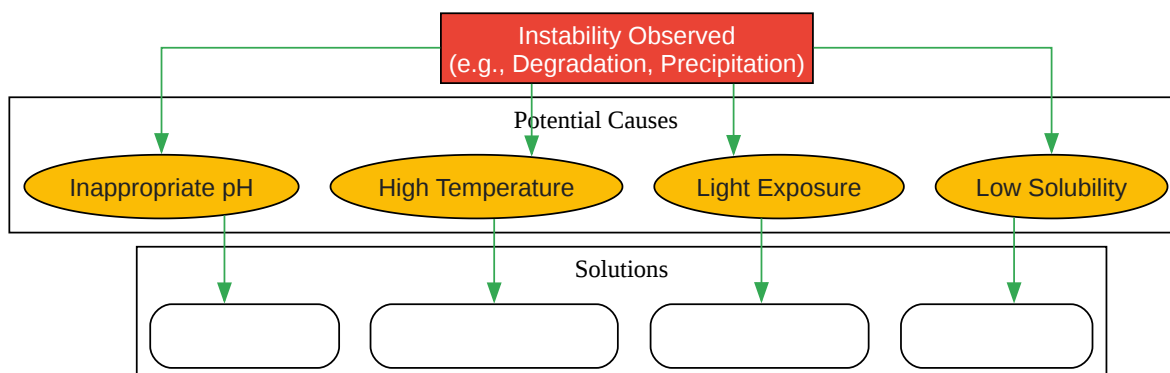 Instability Observed
(e.g., Degradation, Precipitation)
Potential Causes
Inappropriate pH
High Temperature
Light Exposure
Low Solubility
Solutions